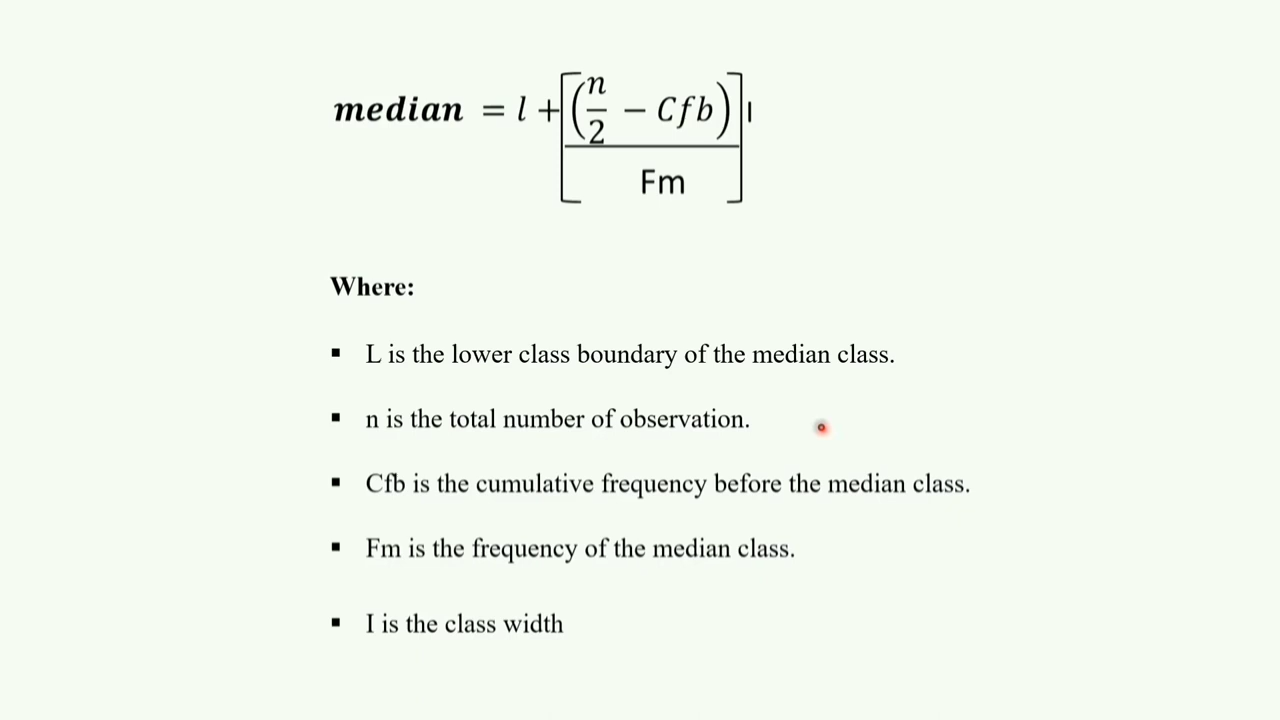 median = l + [(n/2 − Cfb) / Fm] I
Where:
▪ L is the lower class boundary of the median class.
▪ n is the total number of observation.
▪ Cfb is the cumulative frequency before the median class.
▪ Fm is the frequency of the median class.
▪ I is the class width